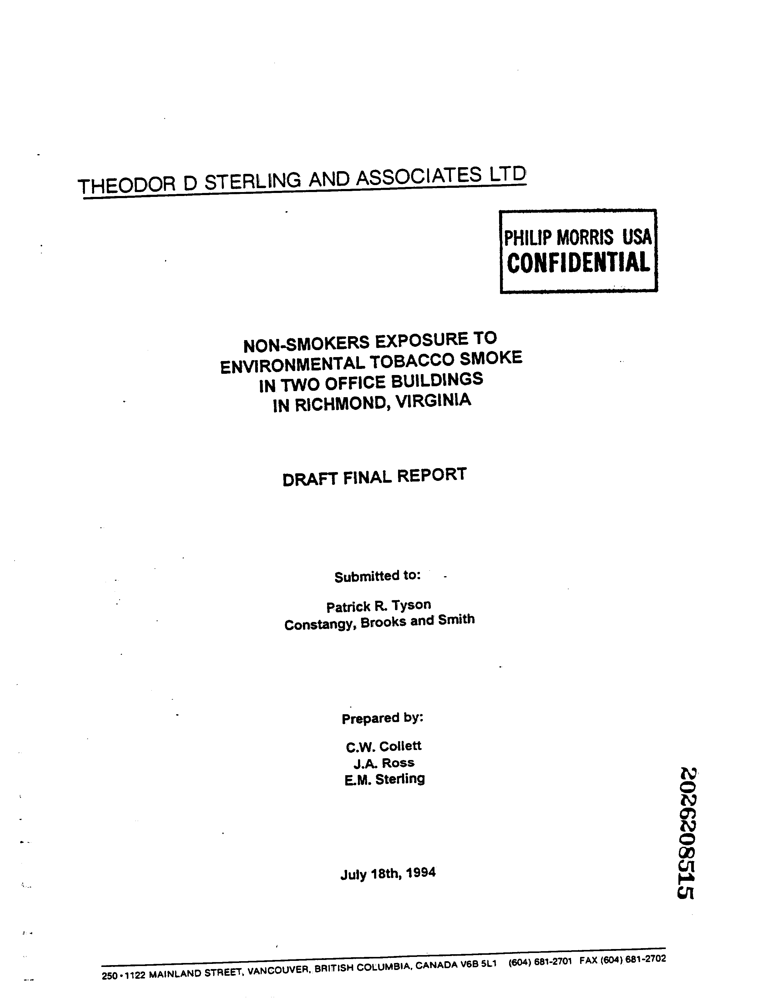 THEODOR D STERLING AND ASSOCIATES LTD
PHILIP MORRIS USA
CONFIDENTIAL
NON-SMOKERS EXPOSURE TO
ENVIRONMENTAL TOBACCO SMOKE
IN TWO OFFICE BUILDINGS
IN RICHMOND, VIRGINIA
DRAFT FINAL REPORT
Submitted to:
Patrick R. Tyson
Constangy, Brooks and Smith
Prepared by:
C.W. Collett
J.A. Ross
E.M. Sterling
July 18th, 1994
2026208515
250 - 1122 MAINLAND STREET, VANCOUVER, BRITISH COLUMBIA, CANADA V6B 5L1 (604) 681-2701 FAX (604) 681-2702